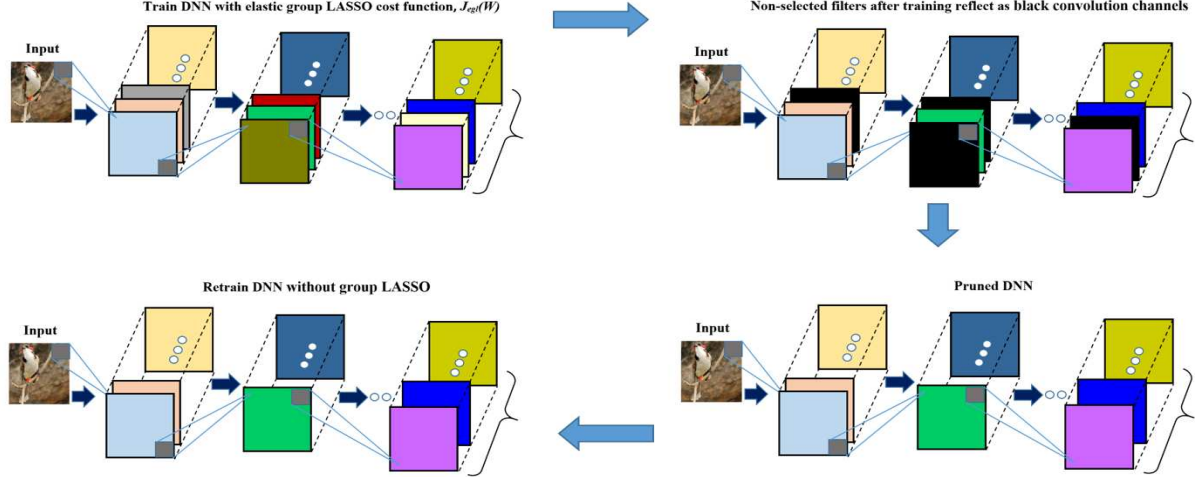 Train DNN with elastic group LASSO cost function, J_egl(W)
Non-selected filters after training reflect as black convolution channels
Input
Input
Retrain DNN without group LASSO
Pruned DNN
Input
Input